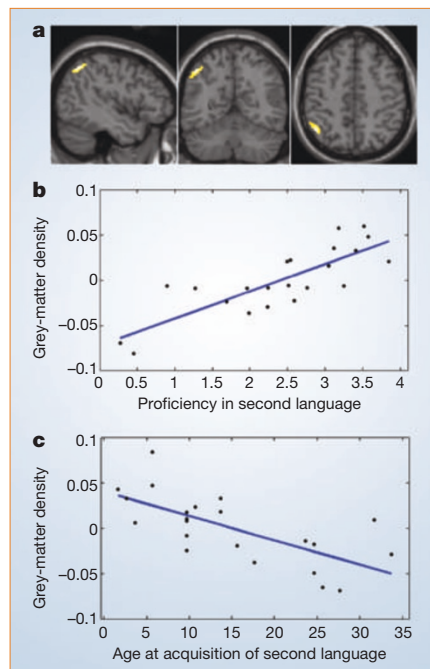 a
b
0.1
0.05
0
−0.05
−0.1
Grey-matter density
0 0.5 1 1.5 2 2.5 3 3.5 4
Proficiency in second language
c
0.1
0.05
0
−0.05
−0.1
Grey-matter density
0 5 10 15 20 25 30 35
Age at acquisition of second language